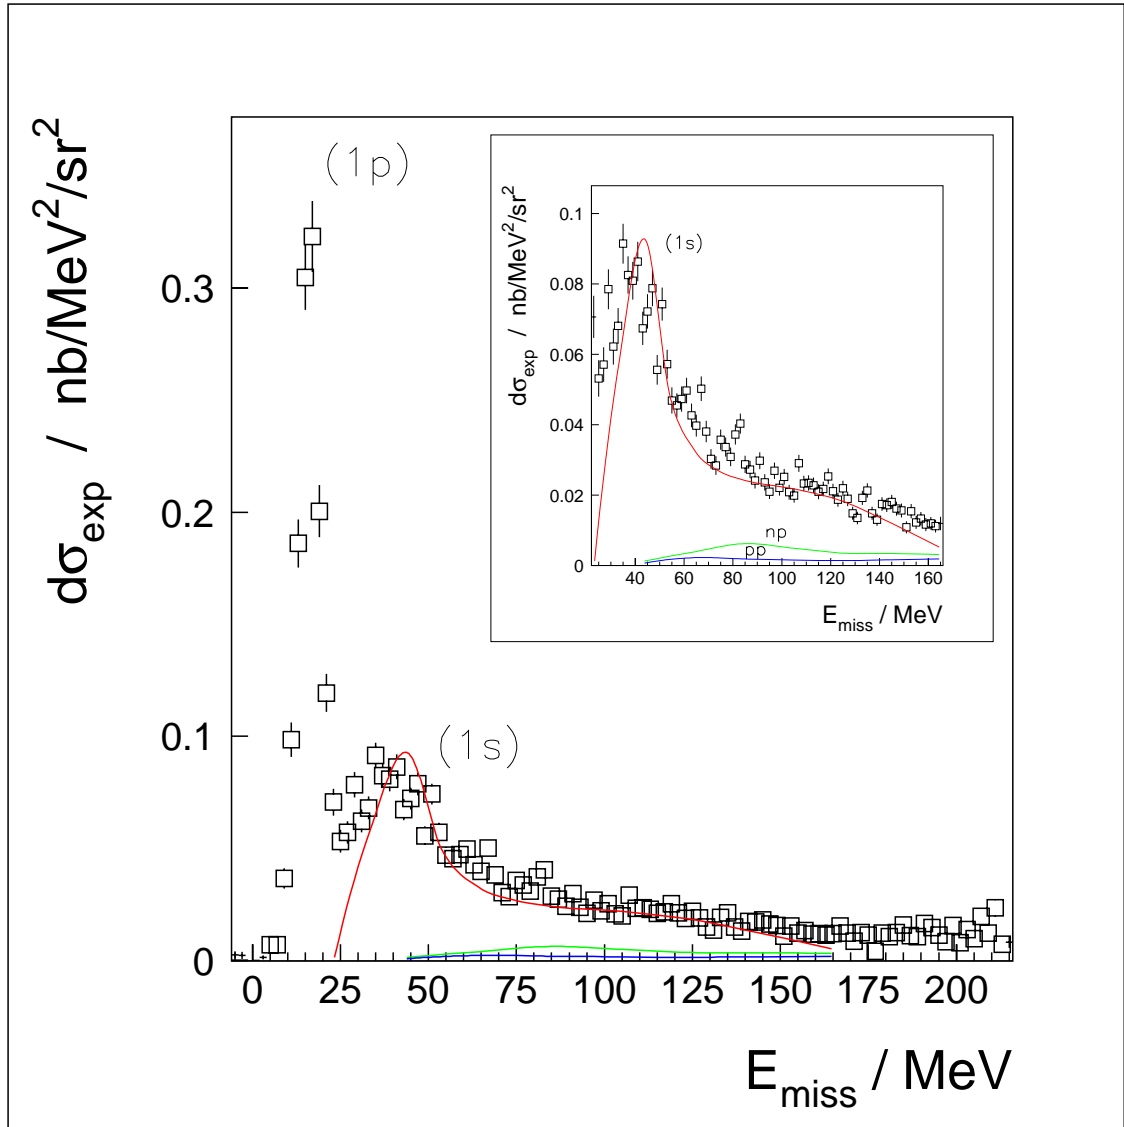 dσexp / nb/MeV²/sr²
(1p)
0.3
0.2
0.1
0
(1s)
0 25 50 75 100 125 150 175 200
Emiss / MeV
dσexp / nb/MeV²/sr²
0.1
0.08
0.06
0.04
0.02
0
(1s)
np
pp
40 60 80 100 120 140 160
Emiss / MeV